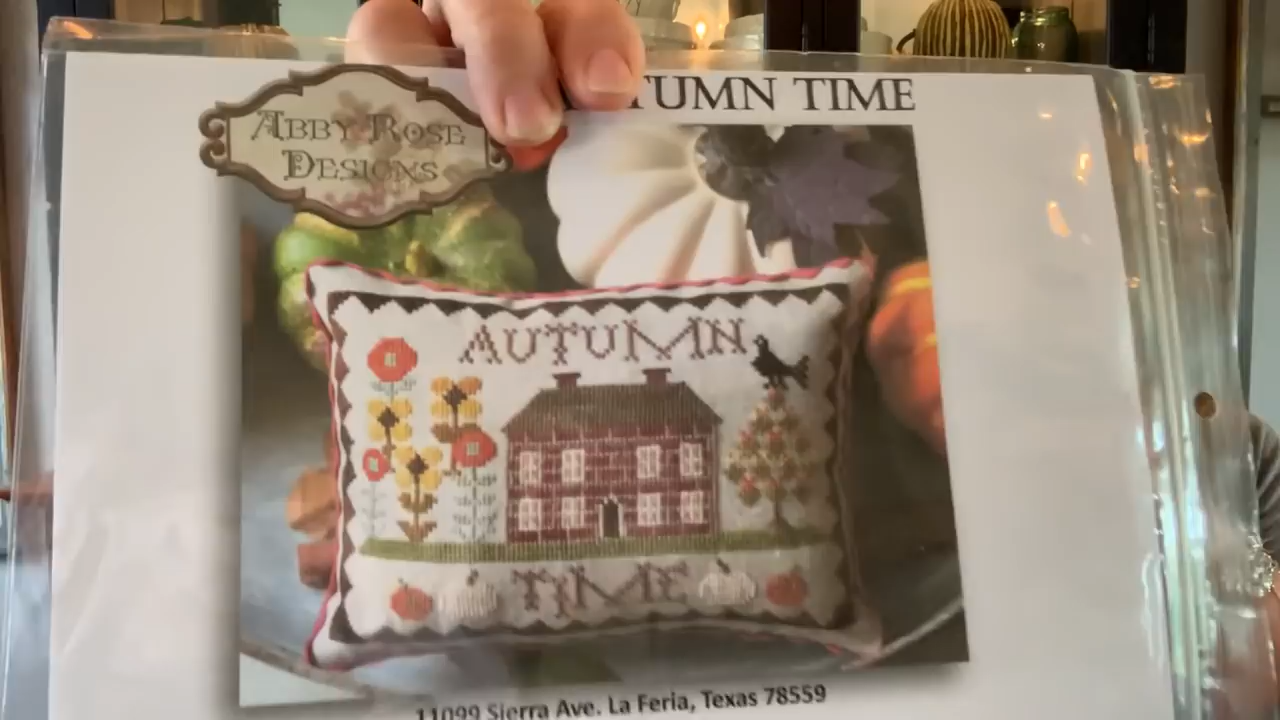 TUMN TIME
ABBY ROSE
DESIGNS
AUTUMN
TIME
11099 Sierra Ave. La Feria, Texas 78559